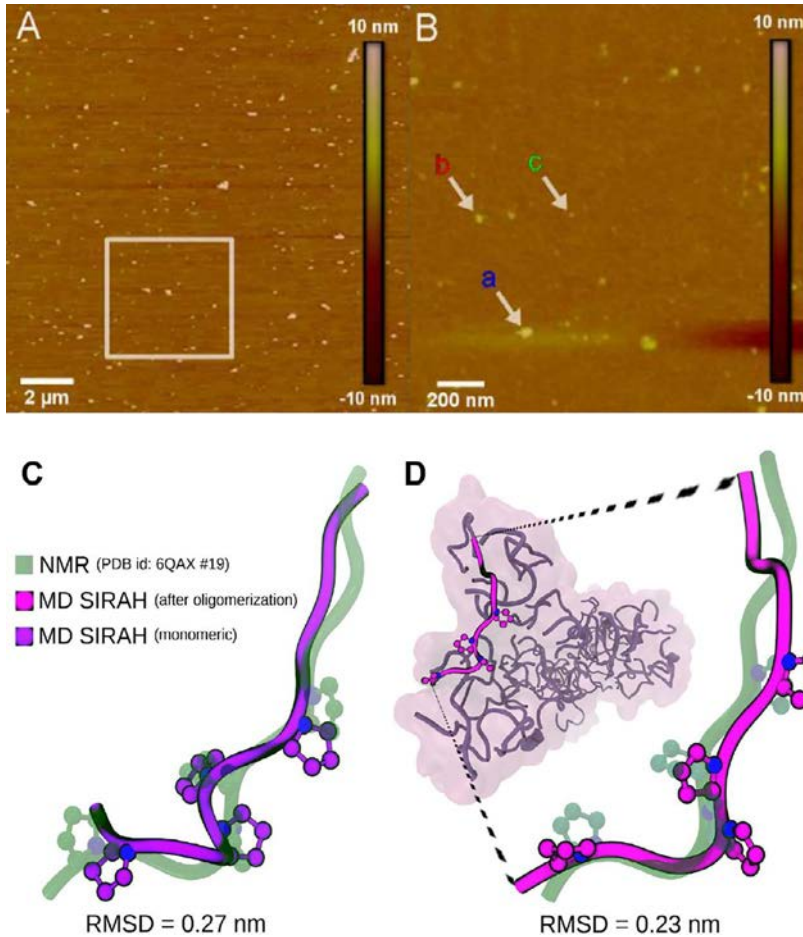 A
10 nm
2 µm
-10 nm
B
10 nm
b
c
a
200 nm
-10 nm
C
NMR (PDB id: 6QAX #19)
MD SIRAH (after oligomerization)
MD SIRAH (monomeric)
RMSD = 0.27 nm
D
RMSD = 0.23 nm